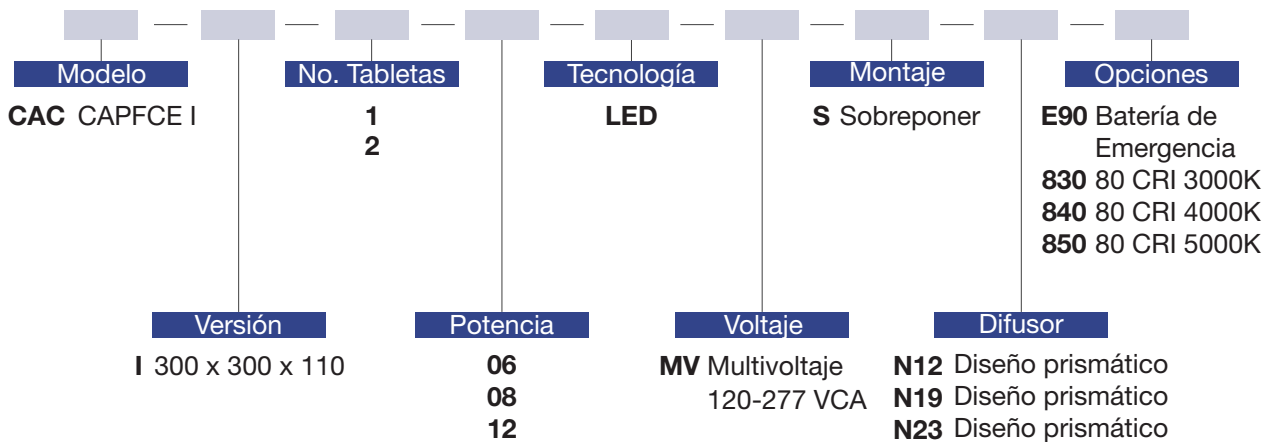 Modelo
CAC CAPFCE I
No. Tabletas
1
2
Tecnología
LED
Montaje
S Sobreponer
Opciones
E90 Batería de
Emergencia
830 80 CRI 3000K
840 80 CRI 4000K
850 80 CRI 5000K
Versión
I 300 x 300 x 110
Potencia
06
08
12
Voltaje
MV Multivoltaje
120-277 VCA
Difusor
N12 Diseño prismático
N19 Diseño prismático
N23 Diseño prismático